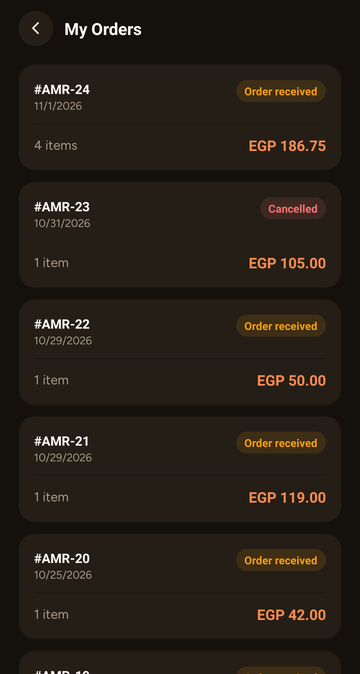 My Orders
#AMR-24
Order received
11/1/2026
4 items
EGP 186.75
#AMR-23
Cancelled
10/31/2026
1 item
EGP 105.00
#AMR-22
Order received
10/29/2026
1 item
EGP 50.00
#AMR-21
Order received
10/29/2026
1 item
EGP 119.00
#AMR-20
Order received
10/25/2026
1 item
EGP 42.00